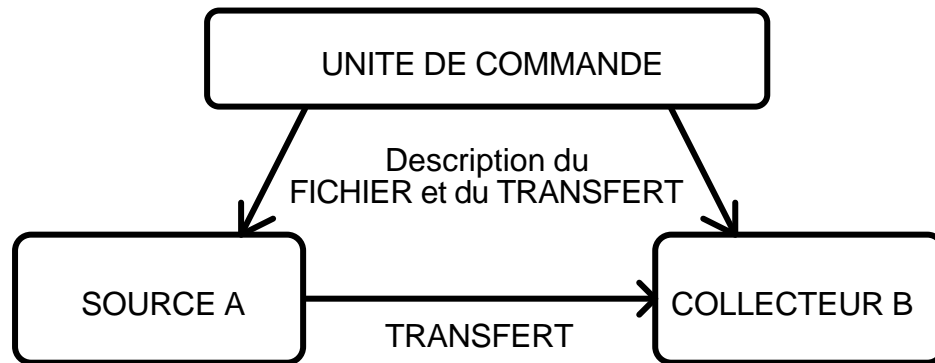 UNITE DE COMMANDE
Description du
FICHIER et du TRANSFERT
SOURCE A
COLLECTEUR B
TRANSFERT